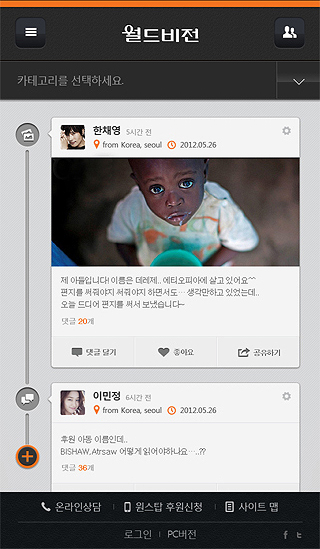 월드비전
카테고리를 선택하세요.
한채영 5시간 전
from Korea, seoul 2012.05.26
제 아들입니다! 이름은 데레제.. 에티오피아에 살고 있어요^^
편지를 써줘야지 써줘야지 하면서도… 생각만하고 있었는데..
오늘 드디어 편지를 써서 보냈습니다~
댓글 20개
댓글 달기 좋아요 공유하기
이민정 6시간 전
from Korea, seoul 2012.05.26
후원 아동 이름인데..
BISHAW,Atrsaw 어떻게 읽어야하나요…..??
댓글 36개
온라인상담 원스탑 후원신청 사이트 맵
로그인 PC버전